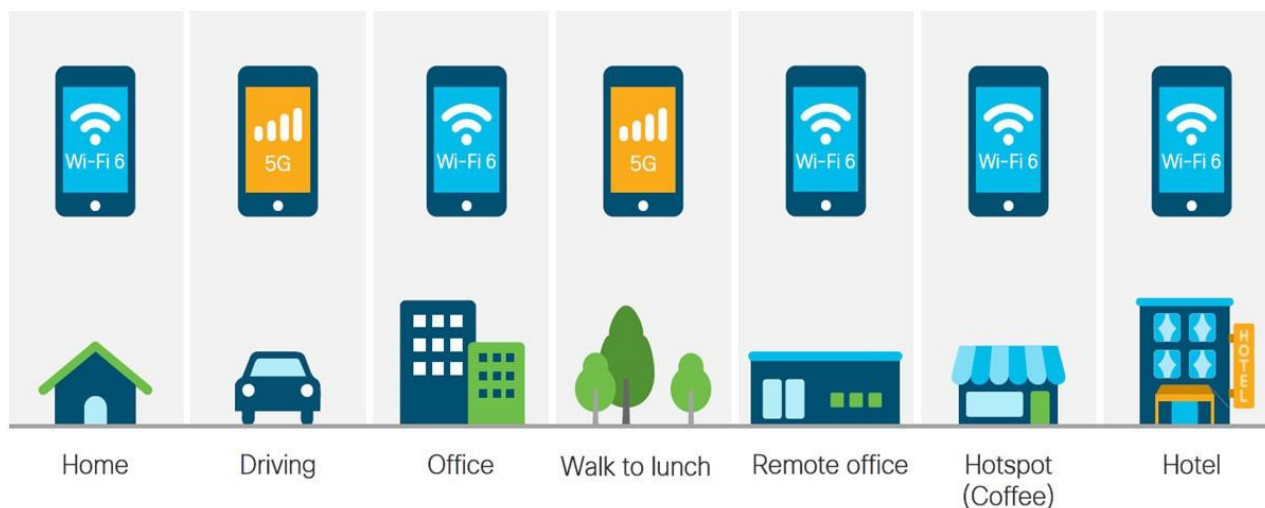 Wi-Fi 6
5G
Wi-Fi 6
5G
Wi-Fi 6
Wi-Fi 6
Wi-Fi 6
HOTEL
Home
Driving
Office
Walk to lunch
Remote office
Hotspot
(Coffee)
Hotel